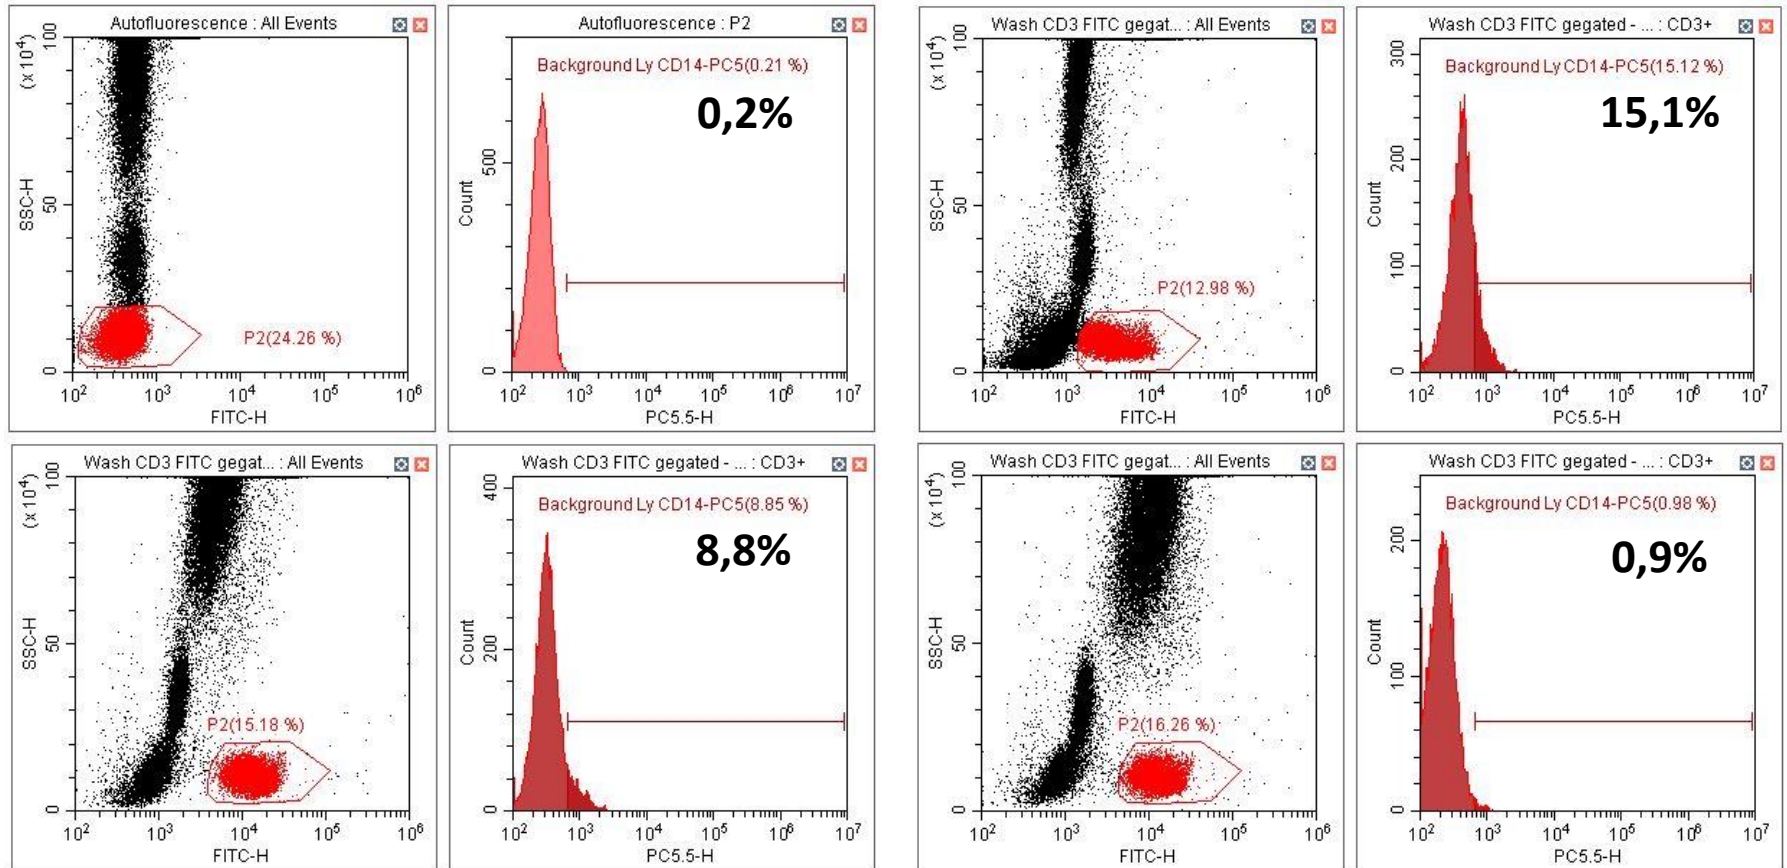 Autofluorescence : All Events
(x 10⁴)
SSC-H
100
50
0
P2(24.26 %)
10² 10³ 10⁴ 10⁵ 10⁶
FITC-H
Autofluorescence : P2
Background Ly CD14-PC5(0.21 %)
0,2%
Count
500
0
10² 10³ 10⁴ 10⁵ 10⁶ 10⁷
PC5.5-H
Wash CD3 FITC gegat... : All Events
(x 10⁴)
SSC-H
100
50
0
P2(12.98 %)
10² 10³ 10⁴ 10⁵ 10⁶
FITC-H
Wash CD3 FITC gegated - ... : CD3+
Background Ly CD14-PC5(15.12 %)
15,1%
Count
300
200
100
0
10² 10³ 10⁴ 10⁵ 10⁶ 10⁷
PC5.5-H
Wash CD3 FITC gegat... : All Events
(x 10⁴)
SSC-H
100
50
0
P2(15.18 %)
10² 10³ 10⁴ 10⁵ 10⁶
FITC-H
Wash CD3 FITC gegated - ... : CD3+
Background Ly CD14-PC5(8.85 %)
8,8%
Count
400
200
0
10² 10³ 10⁴ 10⁵ 10⁶ 10⁷
PC5.5-H
Wash CD3 FITC gegat... : All Events
(x 10⁴)
SSC-H
100
50
0
P2(16.26 %)
10² 10³ 10⁴ 10⁵ 10⁶
FITC-H
Wash CD3 FITC gegated - ... : CD3+
Background Ly CD14-PC5(0.98 %)
0,9%
Count
200
100
0
10² 10³ 10⁴ 10⁵ 10⁶ 10⁷
PC5.5-H